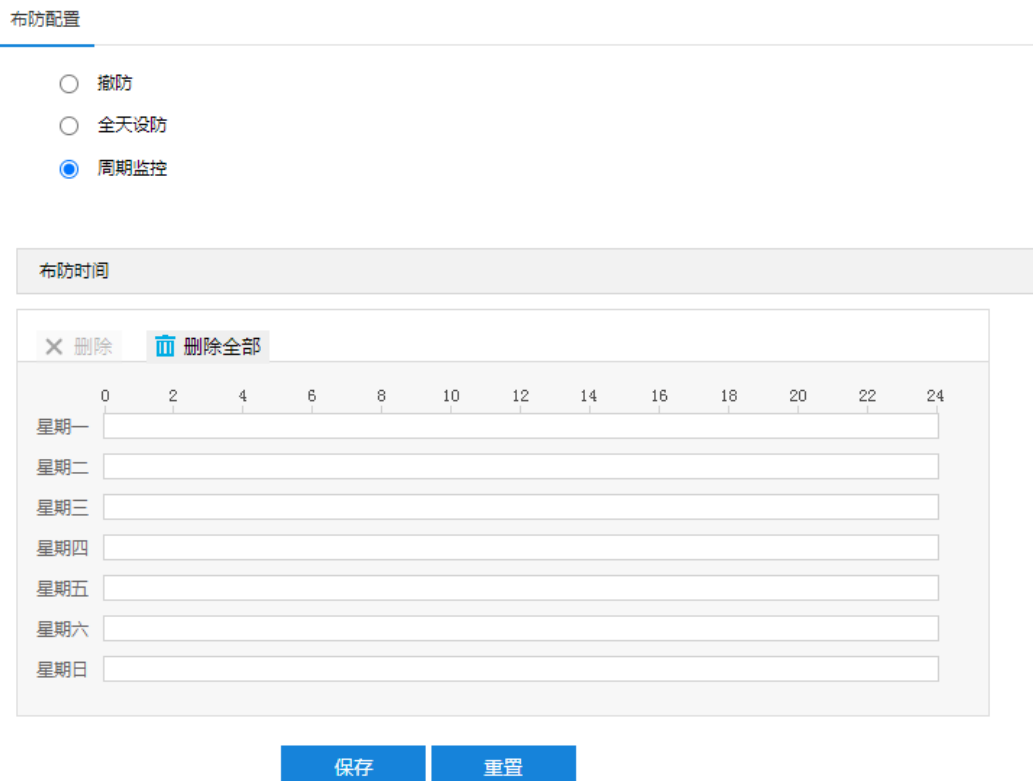 布防配置
撤防
全天设防
周期监控
布防时间
删除 删除全部
0 2 4 6 8 10 12 14 16 18 20 22 24
星期一
星期二
星期三
星期四
星期五
星期六
星期日
保存 重置